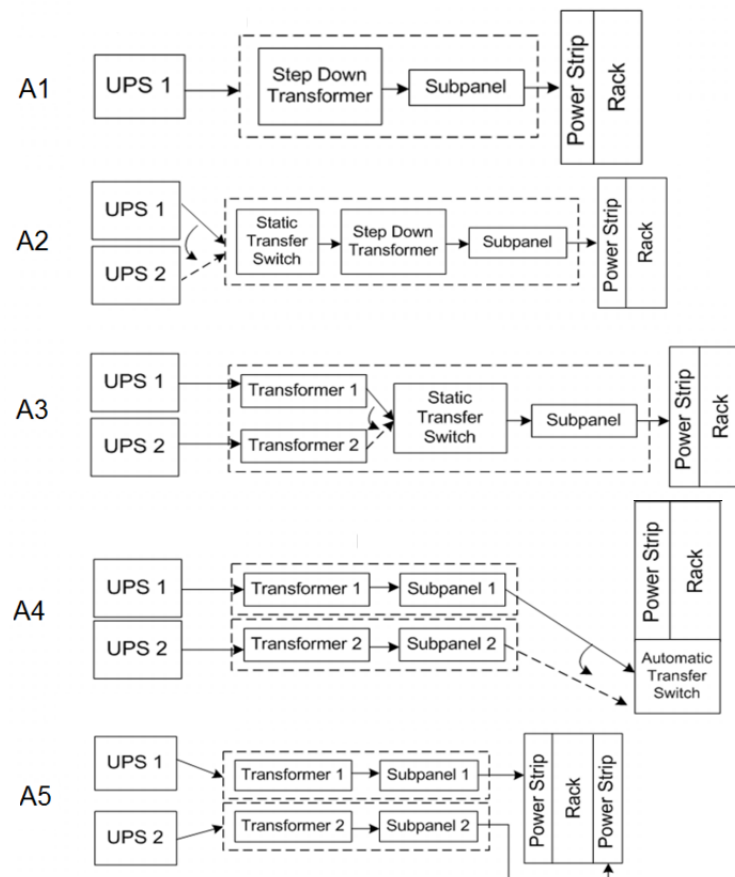 A1
UPS 1
Step Down
Transformer
Subpanel
Power Strip
Rack
A2
UPS 1
UPS 2
Static
Transfer
Switch
Step Down
Transformer
Subpanel
Power Strip
Rack
A3
UPS 1
UPS 2
Transformer 1
Transformer 2
Static
Transfer
Switch
Subpanel
Power Strip
Rack
A4
UPS 1
UPS 2
Transformer 1
Subpanel 1
Transformer 2
Subpanel 2
Power Strip
Rack
Automatic
Transfer
Switch
A5
UPS 1
UPS 2
Transformer 1
Subpanel 1
Transformer 2
Subpanel 2
Power Strip
Rack
Power Strip